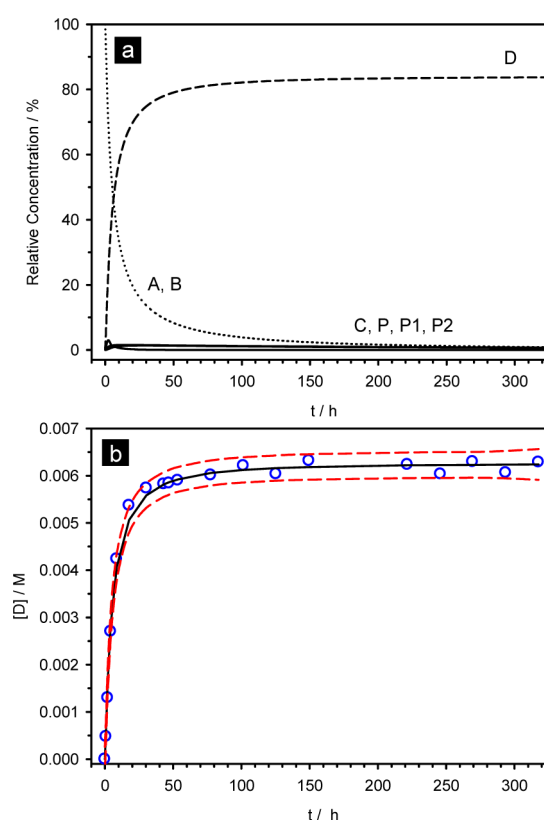 a
100
80
60
40
20
0
Relative Concentration / %
D
A, B
C, P, P1, P2
0 50 100 150 200 250 300
t / h
b
0.007
0.006
0.005
0.004
0.003
0.002
0.001
0.000
[D] / M
0 50 100 150 200 250 300
t / h